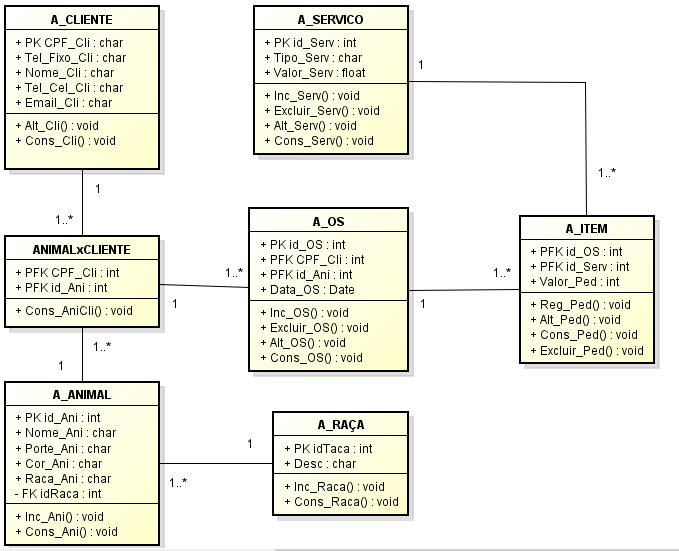 A_CLIENTE
+ PK CPF_Cli : char
+ Tel_Fixo_Cli : char
+ Nome_Cli : char
+ Tel_Cel_Cli : char
+ Email_Cli : char
+ Alt_Cli() : void
+ Cons_Cli() : void
A_SERVICO
+ PK id_Serv : int
+ Tipo_Serv : char
+ Valor_Serv : float
+ Inc_Serv() : void
+ Excluir_Serv() : void
+ Alt_Serv() : void
+ Cons_Serv() : void
1
1..*
1
1..*
ANIMALxCLIENTE
+ PFK CPF_Cli : int
+ PFK id_Ani : int
+ Cons_AniCli() : void
1
1..*
A_OS
+ PK id_OS : int
+ PFK CPF_Cli : int
+ PFK id_Ani : int
+ Data_OS : Date
+ Inc_OS() : void
+ Excluir_OS() : void
+ Alt_OS() : void
+ Cons_OS() : void
1
1..*
A_ITEM
+ PFK id_OS : int
+ PFK id_Serv : int
+ Valor_Ped : int
+ Reg_Ped() : void
+ Alt_Ped() : void
+ Cons_Ped() : void
+ Excluir_Ped() : void
1..*
1
A_ANIMAL
+ PK id_Ani : int
+ Nome_Ani : char
+ Porte_Ani : char
+ Cor_Ani : char
+ Raca_Ani : char
- FK idRaca : int
+ Inc_Ani() : void
+ Cons_Ani() : void
1
1..*
A_RAÇA
+ PK idTaca : int
+ Desc : char
+ Inc_Raca() : void
+ Cons_Raca() : void